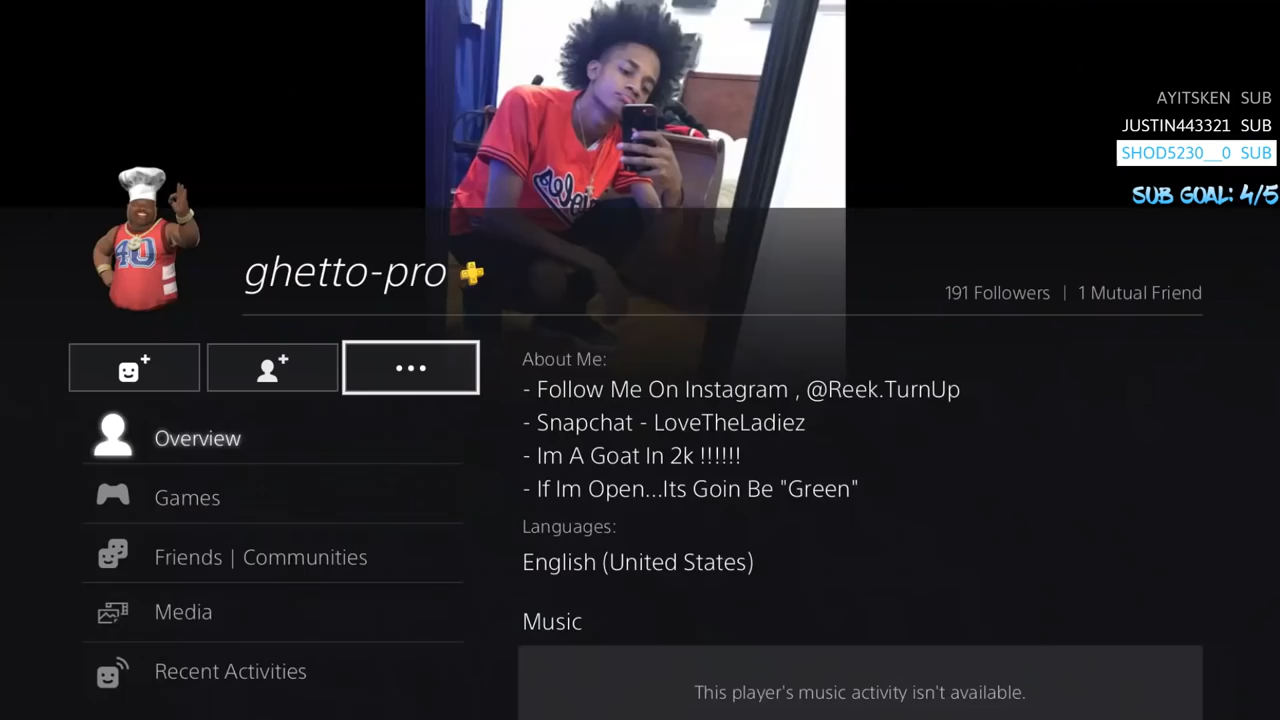 AYITSKEN SUB
JUSTIN443321 SUB
SHOD5230__0 SUB
SUB GOAL: 4/5
40
ghetto-pro
191 Followers | 1 Mutual Friend
About Me:
- Follow Me On Instagram , @Reek.TurnUp
- Snapchat - LoveTheLadiez
- Im A Goat In 2k !!!!!!
- If Im Open...Its Goin Be "Green"
Overview
Games
Friends | Communities
Media
Recent Activities
Languages:
English (United States)
Music
This player's music activity isn't available.